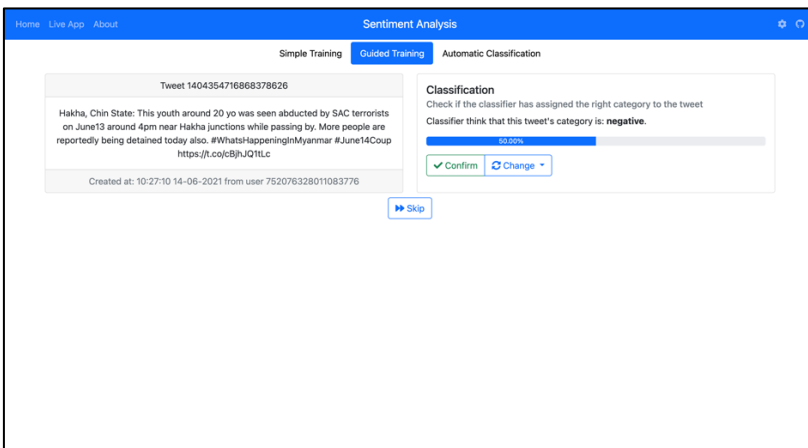 Home Live App About Sentiment Analysis
Simple Training Guided Training Automatic Classification
Tweet 1404354716868378626
Hakha, Chin State: This youth around 20 yo was seen abducted by SAC terrorists
on June13 around 4pm near Hakha junctions while passing by. More people are
reportedly being detained today also. #WhatsHappeningInMyanmar #June14Coup
https://t.co/cBjhJQ1tLc
Created at: 10:27:10 14-06-2021 from user 752076328011083776
Classification
Check if the classifier has assigned the right category to the tweet
Classifier think that this tweet's category is: negative.
50.00%
Confirm Change
Skip